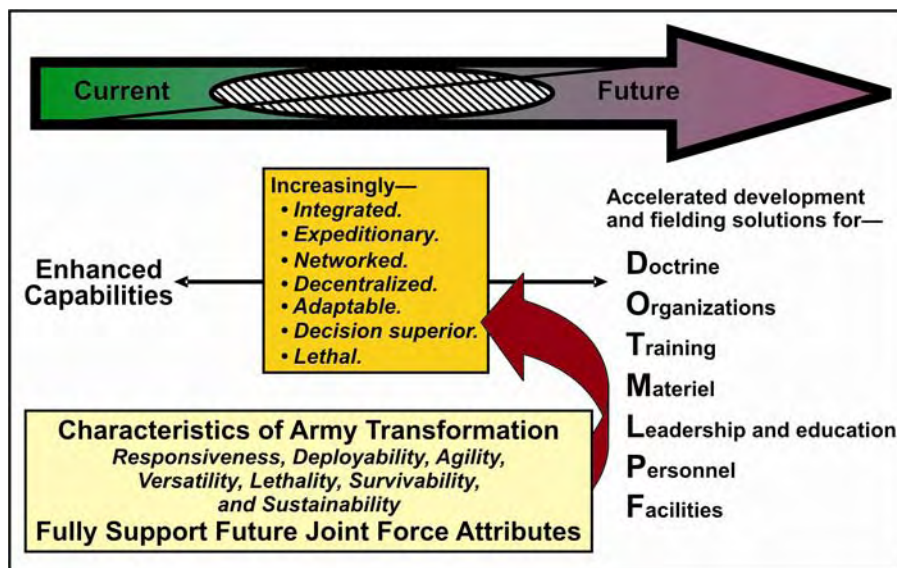 Current
Future
Increasingly—
• Integrated.
• Expeditionary.
• Networked.
• Decentralized.
• Adaptable.
• Decision superior.
• Lethal.
Enhanced
Capabilities
Accelerated development
and fielding solutions for—
Doctrine
Organizations
Training
Materiel
Leadership and education
Personnel
Facilities
Characteristics of Army Transformation
Responsiveness, Deployability, Agility,
Versatility, Lethality, Survivability,
and Sustainability
Fully Support Future Joint Force Attributes